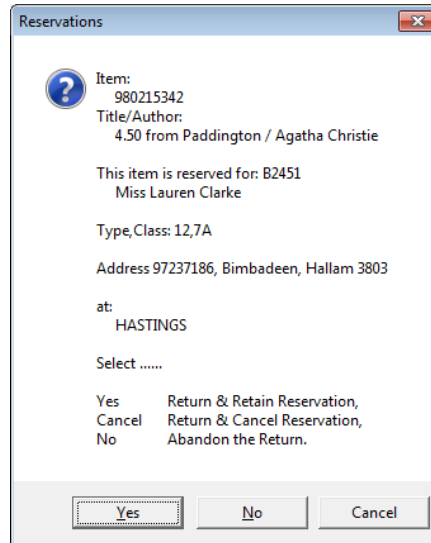 Reservations
Item:
980215342
Title/Author:
4.50 from Paddington / Agatha Christie
This item is reserved for: B2451
Miss Lauren Clarke
Type,Class: 12,7A
Address 97237186, Bimbadeen, Hallam 3803
at:
HASTINGS
Select ......
Yes Return & Retain Reservation,
Cancel Return & Cancel Reservation,
No Abandon the Return.
Yes No Cancel